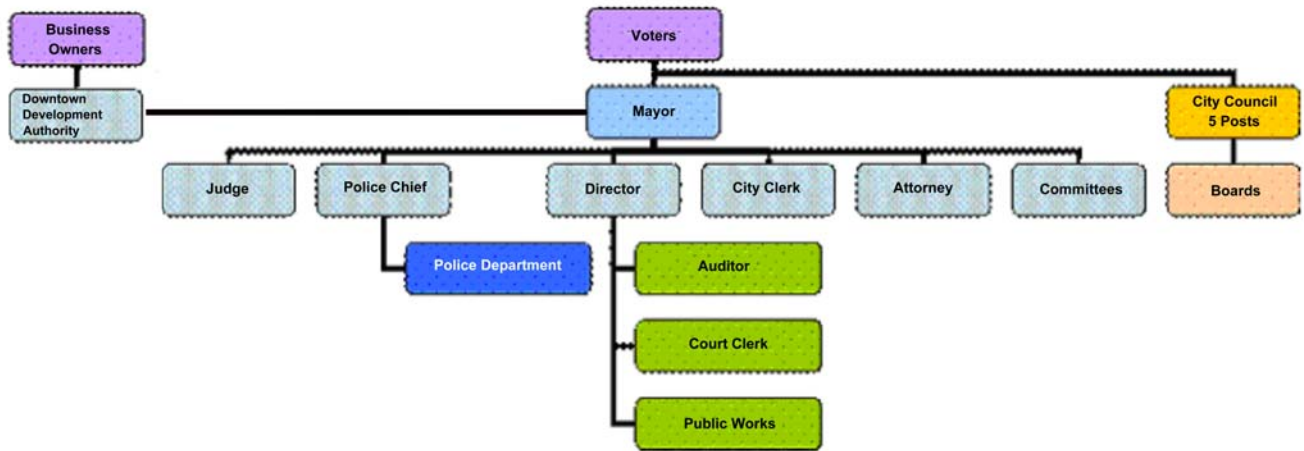 Business
Owners
Voters
Downtown
Development
Authority
Mayor
City Council
5 Posts
Judge
Police Chief
Director
City Clerk
Attorney
Committees
Boards
Police Department
Auditor
Court Clerk
Public Works